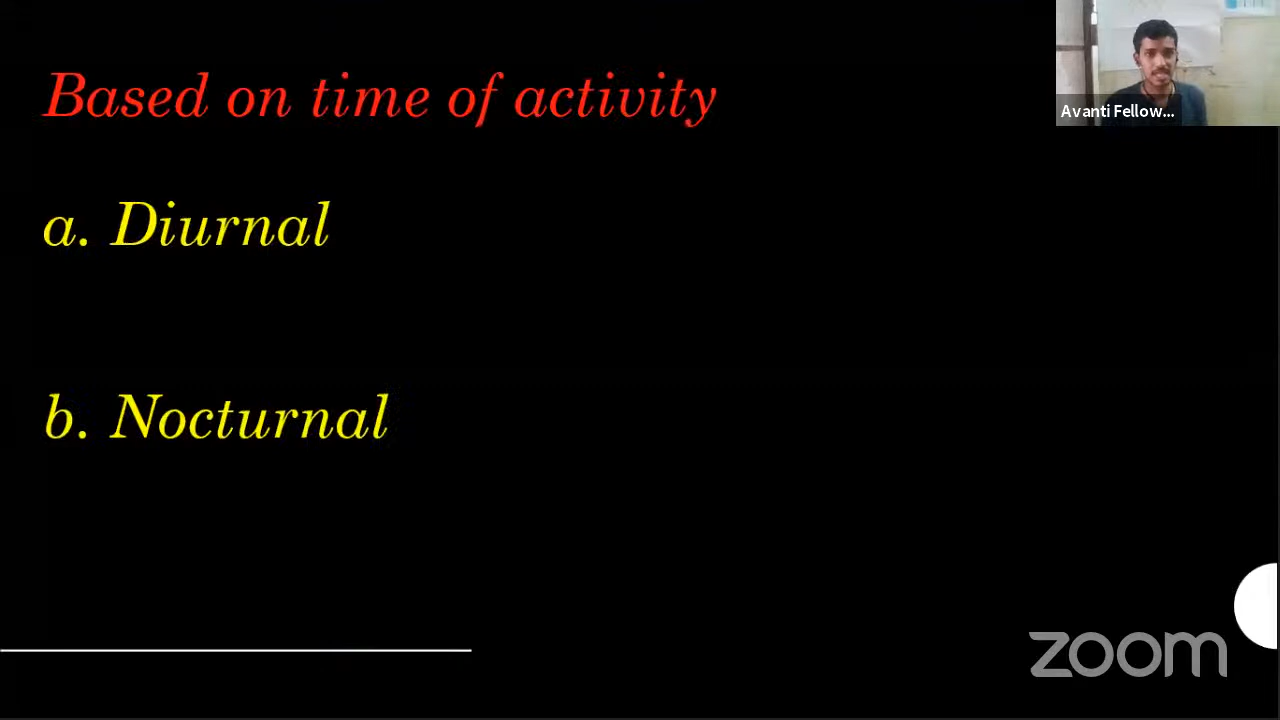 Based on time of activity
a. Diurnal
b. Nocturnal
Avanti Fellow...
zoom